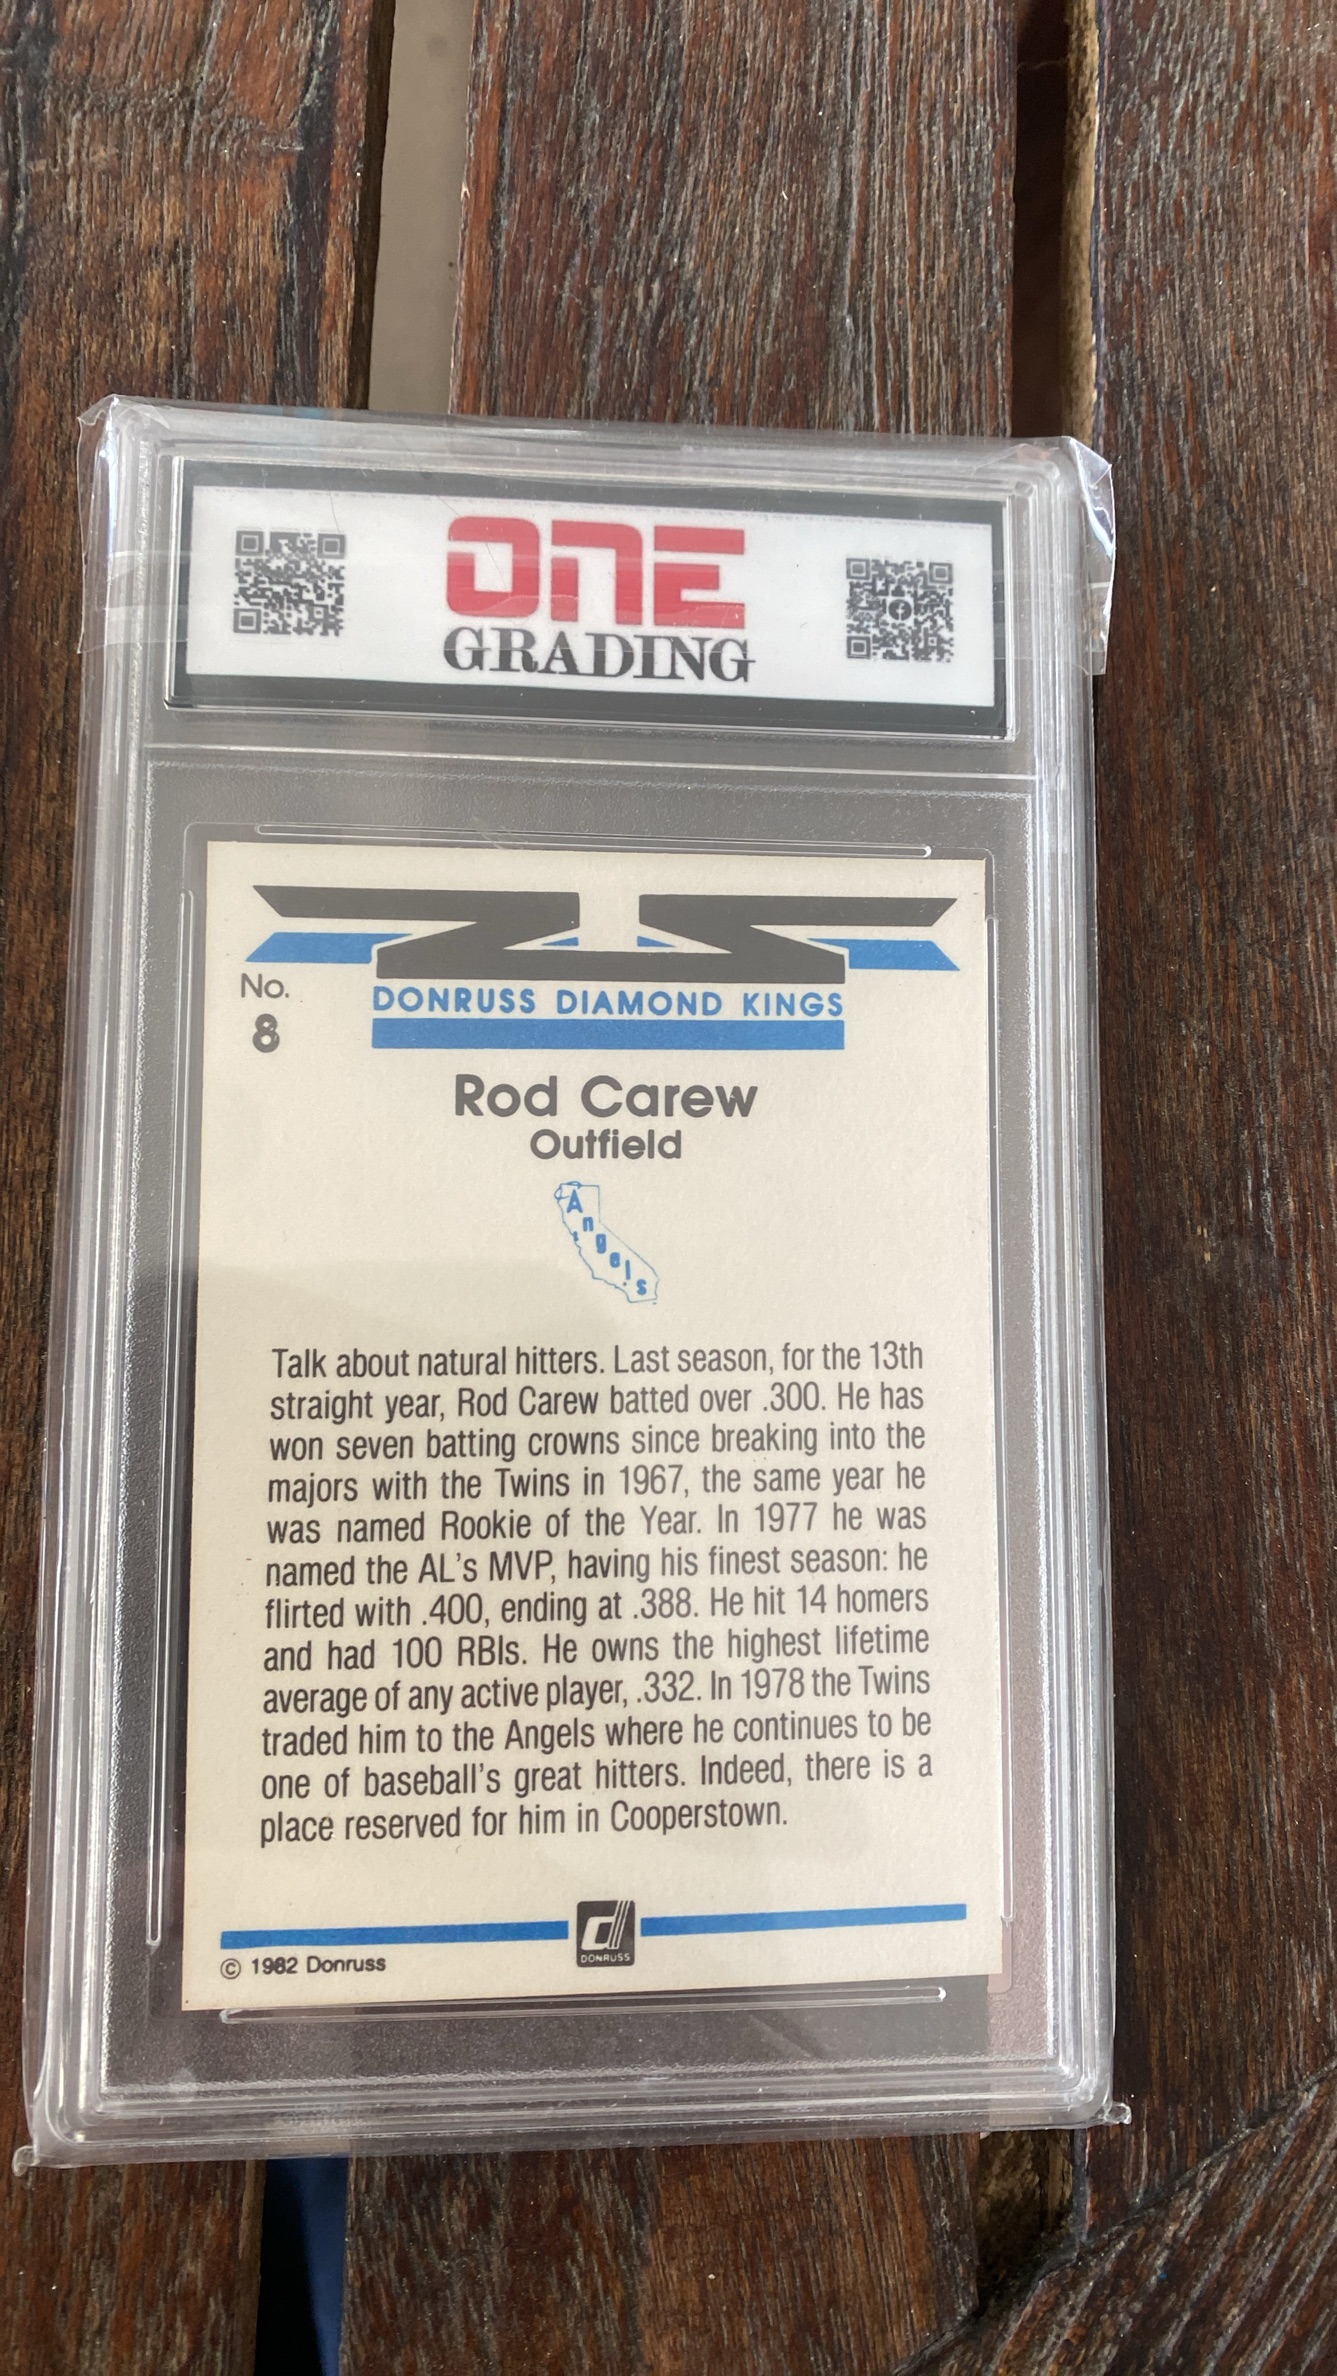 ONE
GRADING
No.
8
DONRUSS DIAMOND KINGS
Rod Carew
Outfield
Angels
Talk about natural hitters. Last season, for the 13th
straight year, Rod Carew batted over .300. He has
won seven batting crowns since breaking into the
majors with the Twins in 1967, the same year he
was named Rookie of the Year. In 1977 he was
named the AL's MVP, having his finest season: he
flirted with .400, ending at .388. He hit 14 homers
and had 100 RBIs. He owns the highest lifetime
average of any active player, .332. In 1978 the Twins
traded him to the Angels where he continues to be
one of baseball's great hitters. Indeed, there is a
place reserved for him in Cooperstown.
DONRUSS
© 1982 Donruss